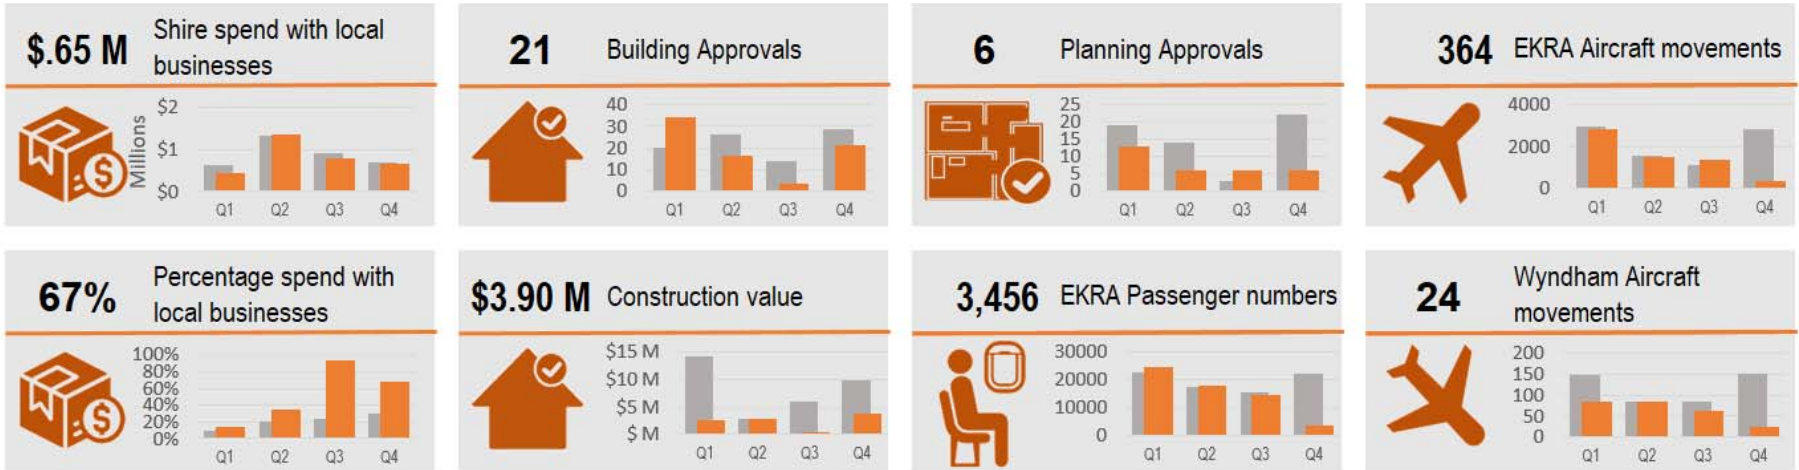 $.65 M
Shire spend with local
businesses
Millions
$2
$1
$0
Q1 Q2 Q3 Q4
21
Building Approvals
40
30
20
10
0
Q1 Q2 Q3 Q4
6
Planning Approvals
25
20
15
10
5
0
Q1 Q2 Q3 Q4
364
EKRA Aircraft movements
4000
2000
0
Q1 Q2 Q3 Q4
67%
Percentage spend with
local businesses
100%
80%
60%
40%
20%
0%
Q1 Q2 Q3 Q4
$3.90 M
Construction value
$15 M
$10 M
$5 M
$ M
Q1 Q2 Q3 Q4
3,456
EKRA Passenger numbers
30000
20000
10000
0
Q1 Q2 Q3 Q4
24
Wyndham Aircraft
movements
200
150
100
50
0
Q1 Q2 Q3 Q4